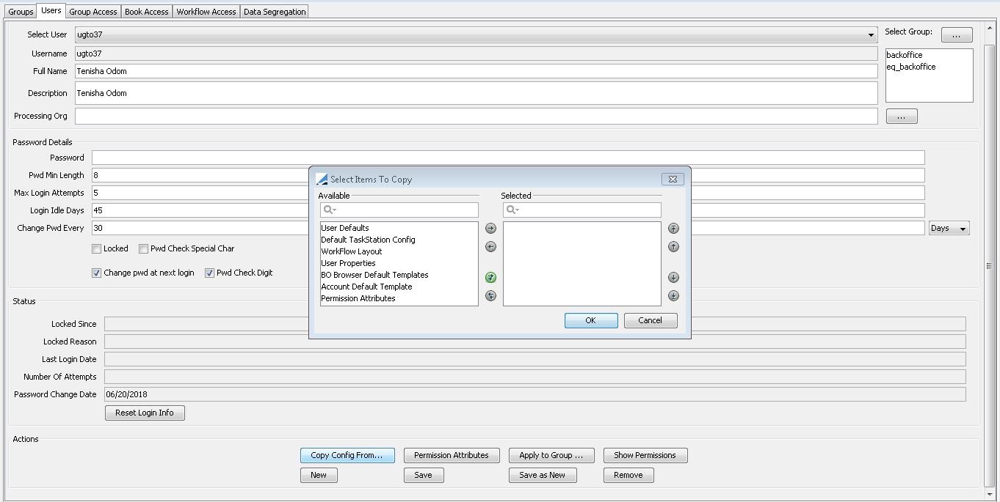 Groups Users Group Access Book Access Workflow Access Data Segregation
Select User ugto37 Select Group: ...
Username ugto37
backoffice
Full Name Tenisha Odom
eq_backoffice
Description Tenisha Odom
Processing Org ...
Password Details
Password
Pwd Min Length 8
Max Login Attempts 5
Login Idle Days 45
Change Pwd Every 30 Days
Locked Pwd Check Special Char
Change pwd at next login Pwd Check Digit
Select Items To Copy
Available Selected
User Defaults
Default TaskStation Config
WorkFlow Layout
User Properties
BO Browser Default Templates
Account Default Template
Permission Attributes
OK Cancel
Status
Locked Since
Locked Reason
Last Login Date
Number Of Attempts
Password Change Date 06/20/2018
Reset Login Info
Actions
Copy Config From... Permission Attributes Apply to Group ... Show Permissions
New Save Save as New Remove